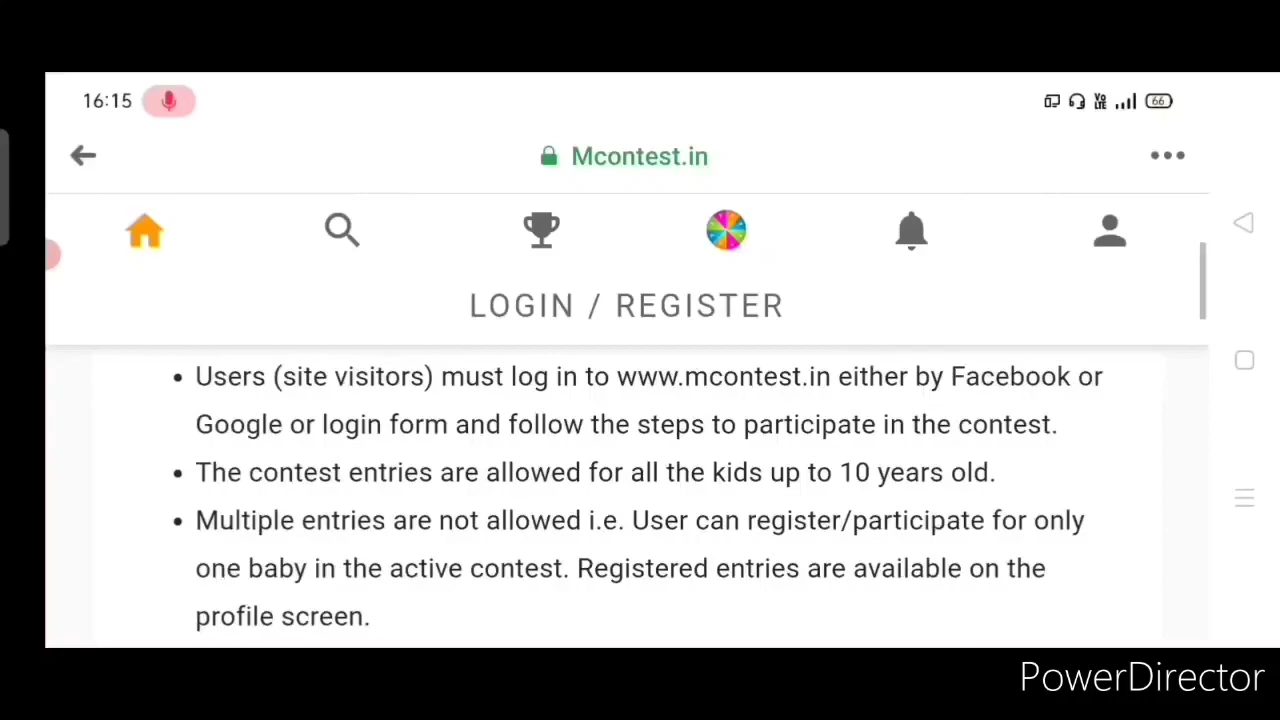 16:15
Vo LTE
66
Mcontest.in
LOGIN / REGISTER
• Users (site visitors) must log in to www.mcontest.in either by Facebook or
Google or login form and follow the steps to participate in the contest.
• The contest entries are allowed for all the kids up to 10 years old.
• Multiple entries are not allowed i.e. User can register/participate for only
one baby in the active contest. Registered entries are available on the
profile screen.
PowerDirector